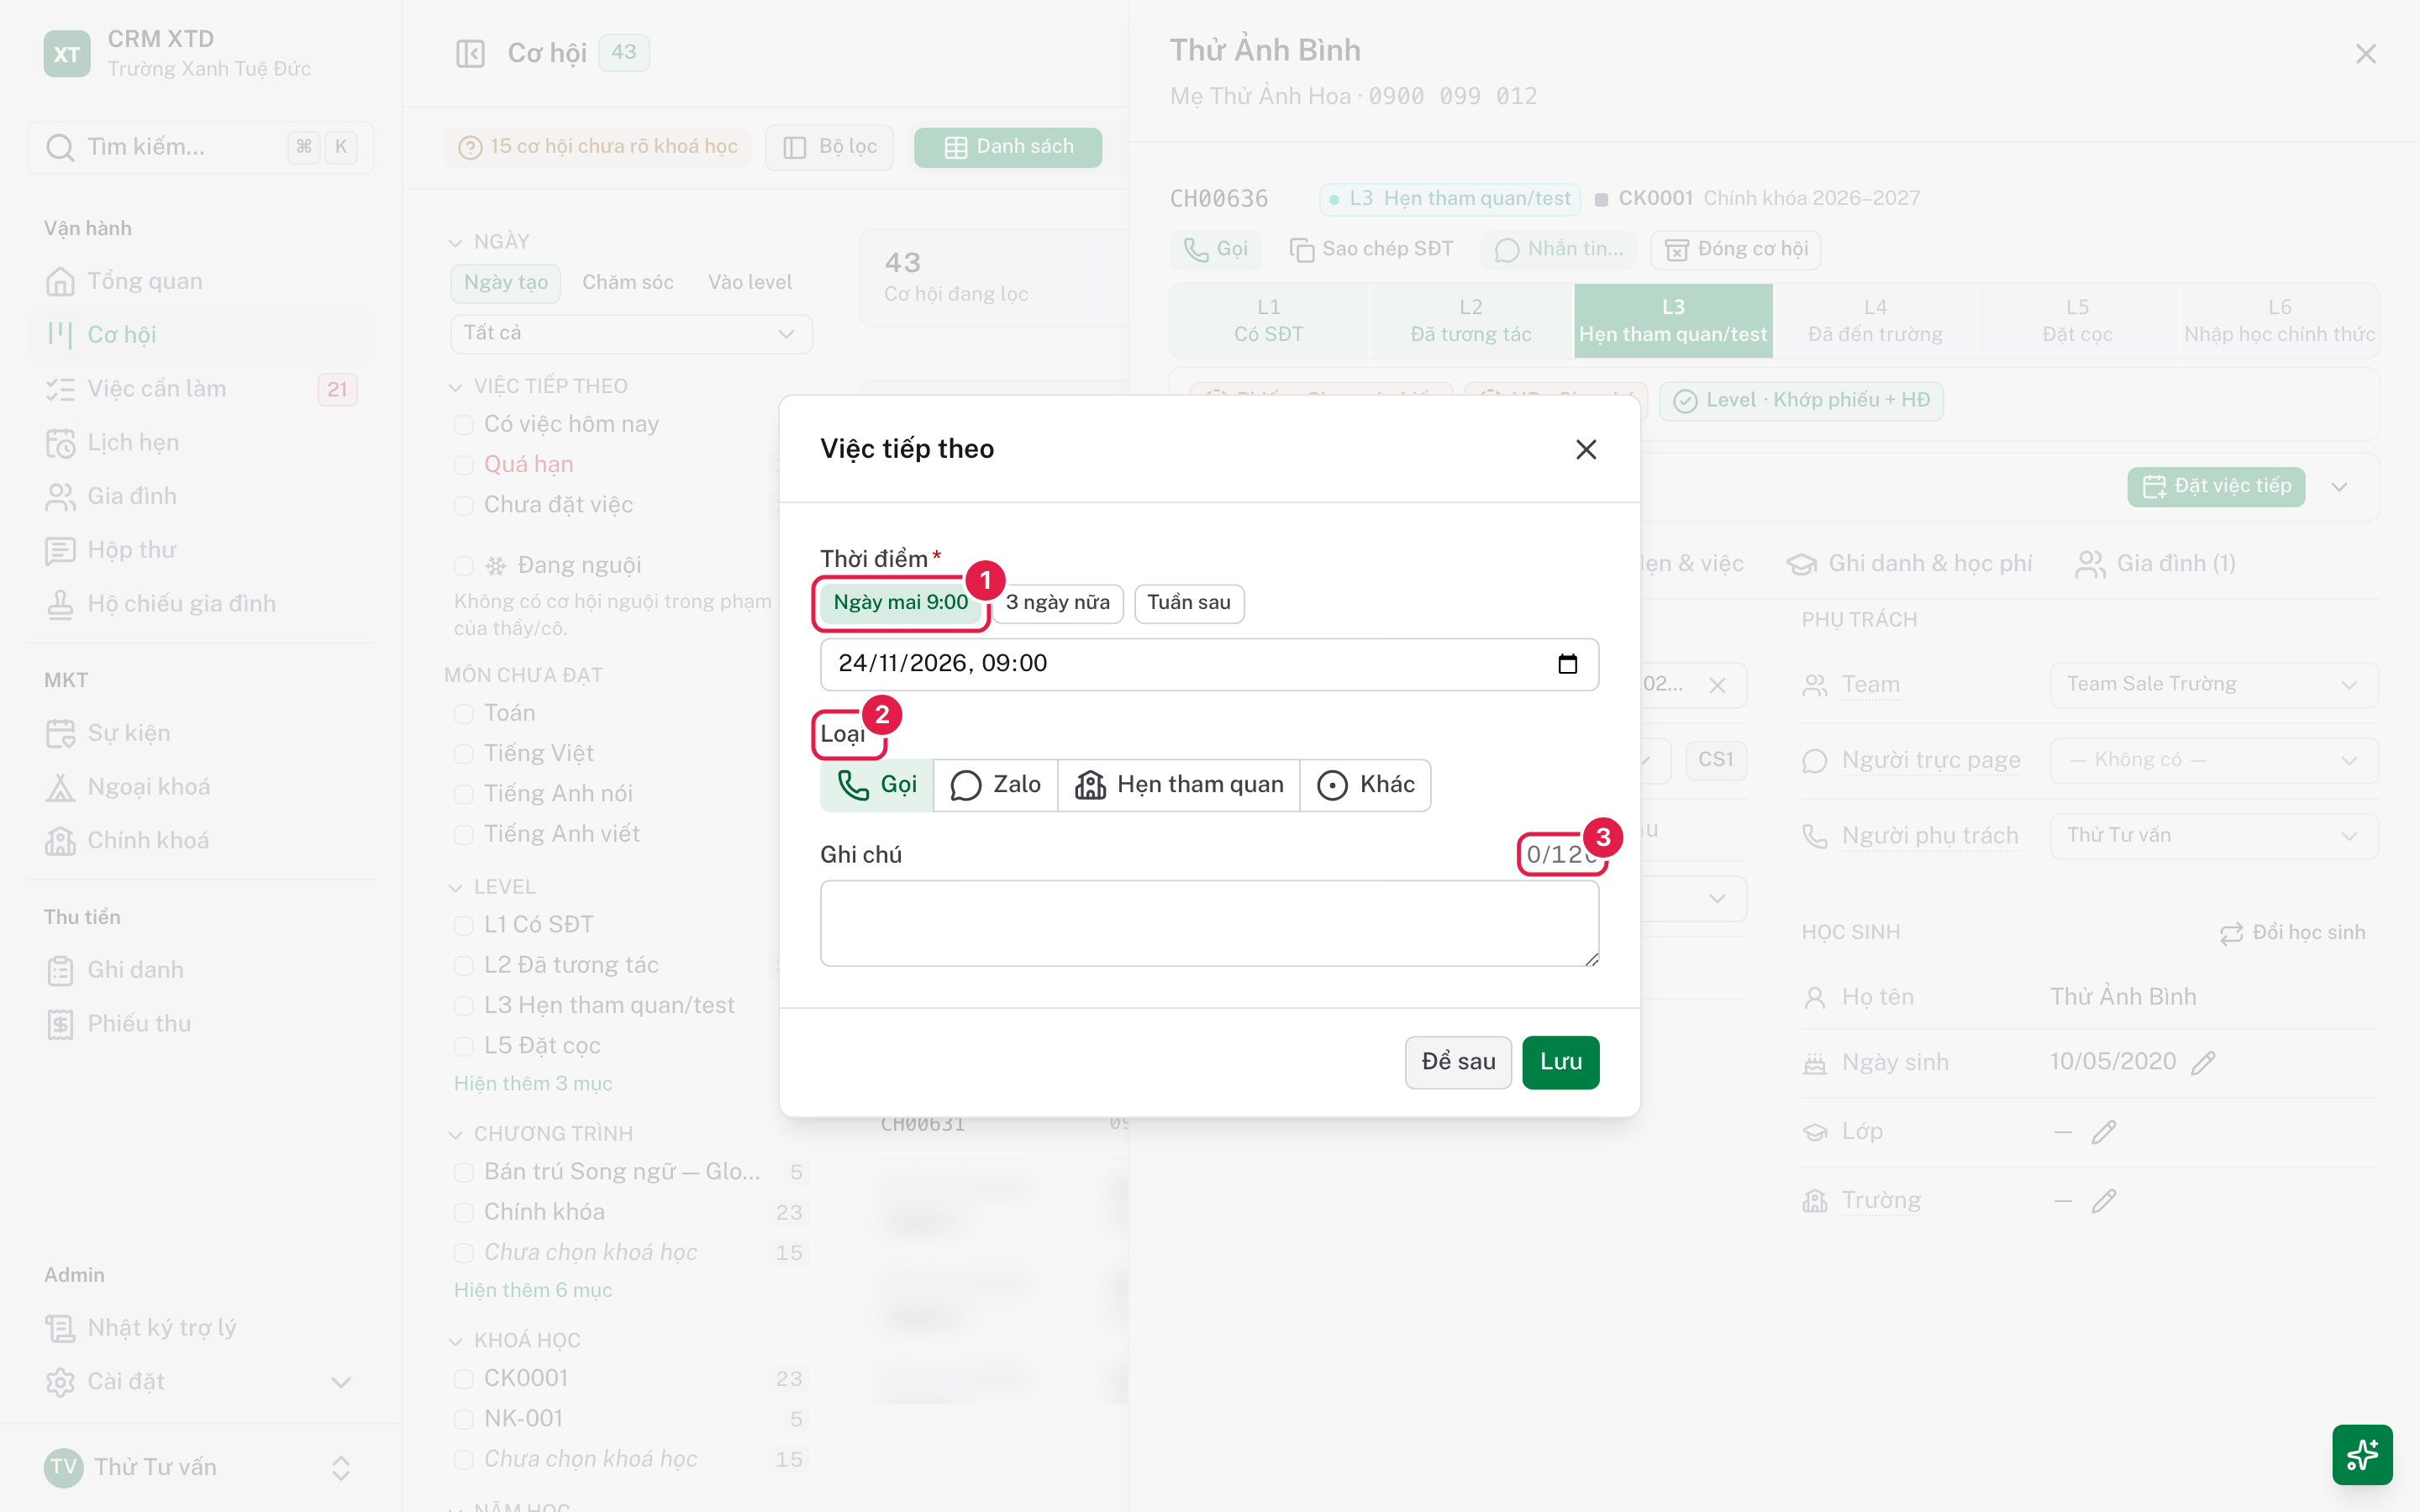 XT
CRM XTD
Trường Xanh Tuệ Đức
Tìm kiếm...
⌘ K
Vận hành
Tổng quan
Cơ hội
Việc cần làm
21
Lịch hẹn
Gia đình
Hộp thư
Hộ chiếu gia đình
MKT
Sự kiện
Ngoại khoá
Chính khoá
Thu tiền
Ghi danh
Phiếu thu
Admin
Nhật ký trợ lý
Cài đặt
TV
Thử Tư vấn
Cơ hội
43
15 cơ hội chưa rõ khoá học
Bộ lọc
Danh sách
NGÀY
Ngày tạo
Chăm sóc
Vào level
Tất cả
VIỆC TIẾP THEO
Có việc hôm nay
Quá hạn
Chưa đặt việc
Đang nguội
Không có cơ hội nguội trong phạm
của thầy/cô.
MÔN CHƯA ĐẠT
Toán
Tiếng Việt
Tiếng Anh nói
Tiếng Anh viết
LEVEL
L1 Có SĐT
L2 Đã tương tác
L3 Hẹn tham quan/test
L5 Đặt cọc
Hiện thêm 3 mục
CHƯƠNG TRÌNH
Bán trú Song ngữ — Glo...
5
Chính khóa
23
Chưa chọn khoá học
15
Hiện thêm 6 mục
KHOÁ HỌC
CK0001
23
NK-001
5
Chưa chọn khoá học
15
NĂM HỌC
43
Cơ hội đang lọc
CH00631
Thử Ảnh Bình
Mẹ Thử Ảnh Hoa · 0900 099 012
CH00636
L3 Hẹn tham quan/test
CK0001 Chính khóa 2026–2027
Gọi
Sao chép SĐT
Nhắn tin...
Đóng cơ hội
L1
Có SĐT
L2
Đã tương tác
L3
Hẹn tham quan/test
L4
Đã đến trường
L5
Đặt cọc
L6
Nhập học chính thức
Level · Khớp phiếu + HĐ
Đặt việc tiếp
& việc
Ghi danh & học phí
Gia đình (1)
02...
CS1
PHỤ TRÁCH
Team
Team Sale Trường
Người trực page
— Không có —
Người phụ trách
Thử Tư vấn
HỌC SINH
Đổi học sinh
Họ tên
Thử Ảnh Bình
Ngày sinh
10/05/2020
Lớp
—
Trường
—
Việc tiếp theo
Thời điểm *
1
Ngày mai 9:00
3 ngày nữa
Tuần sau
24/11/2026, 09:00
2
Loại
Gọi
Zalo
Hẹn tham quan
Khác
Ghi chú
0/120
3
Để sau
Lưu